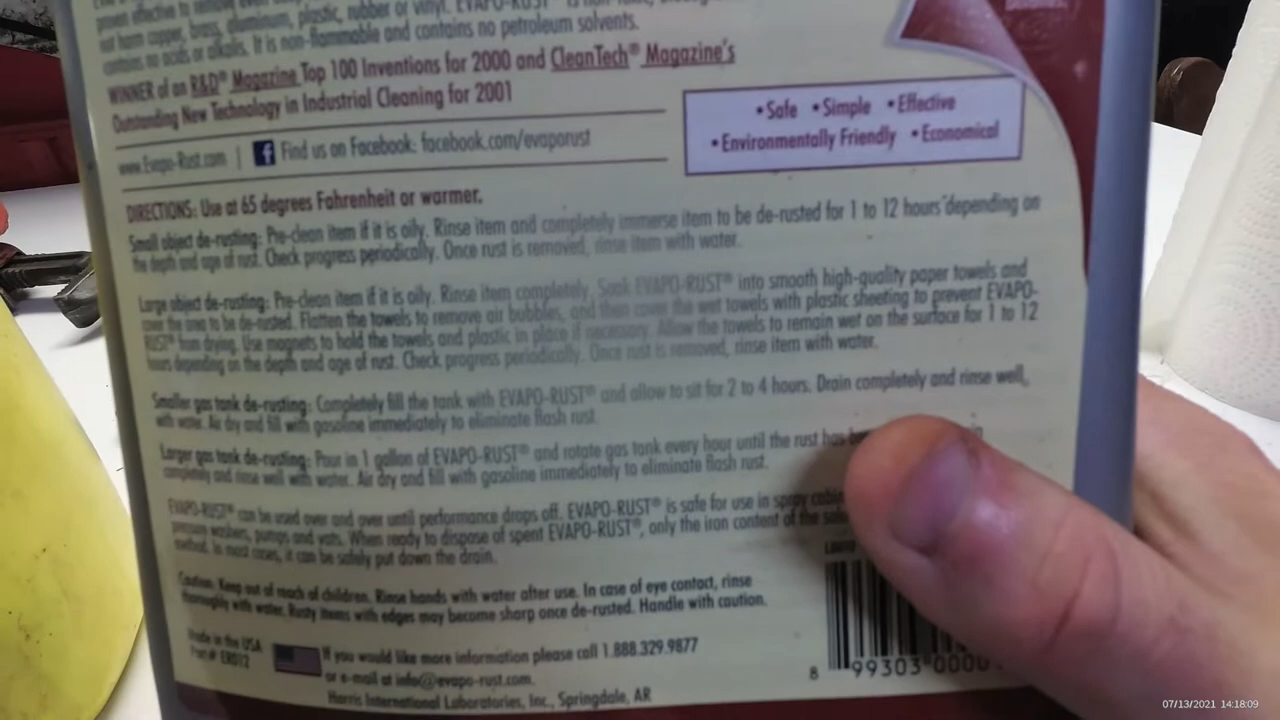 proven effective to remove even
not harm copper, brass, aluminum, plastic, rubber or vinyl. EVAPO-RUST® is non-toxic,
contains no acids or alkalis. It is non-flammable and contains no petroleum solvents.
WINNER of an R&D® Magazine Top 100 Inventions for 2000 and CleanTech® Magazine's
Outstanding New Technology in Industrial Cleaning for 2001
• Safe • Simple • Effective
• Environmentally Friendly • Economical
www.Evapo-Rust.com | f Find us on Facebook: facebook.com/evaporust
DIRECTIONS: Use at 65 degrees Fahrenheit or warmer.
Small object de-rusting: Pre-clean item if it is oily. Rinse item and completely immerse item to be de-rusted for 1 to 12 hours depending on
the depth and age of rust. Check progress periodically. Once rust is removed, rinse item with water.
Large object de-rusting: Pre-clean item if it is oily. Rinse item completely. Soak EVAPO-RUST® into smooth high-quality paper towels and
cover the area to be de-rusted. Flatten the towels to remove air bubbles, and then cover the wet towels with plastic sheeting to prevent EVAPO-
RUST® from drying. Use magnets to hold the towels and plastic in place if necessary. Allow the towels to remain wet on the surface for 1 to 12
hours depending on the depth and age of rust. Check progress periodically. Once rust is removed, rinse item with water.
Smaller gas tank de-rusting: Completely fill the tank with EVAPO-RUST® and allow to sit for 2 to 4 hours. Drain completely and rinse well,
with water. Air dry and fill with gasoline immediately to eliminate flash rust.
Larger gas tank de-rusting: Pour in 1 gallon of EVAPO-RUST® and rotate gas tank every hour until the rust has
completely and rinse well with water. Air dry and fill with gasoline immediately to eliminate flash rust.
EVAPO-RUST® can be used over and over until performance drops off. EVAPO-RUST® is safe for use in spray
pressure washers, pumps and vats. When ready to dispose of spent EVAPO-RUST®, only the iron content of the
method. In most cases, it can be safely put down the drain.
Caution: Keep out of reach of children. Rinse hands with water after use. In case of eye contact, rinse
thoroughly with water. Rusty items with edges may become sharp once de-rusted. Handle with caution.
Made in the USA
Part# ER012
If you would like more information please call 1.888.329.9877
or e-mail at info@evapo-rust.com.
Harris International Laboratories, Inc., Springdale, AR
8 99303 000
07/13/2021 14:18:09